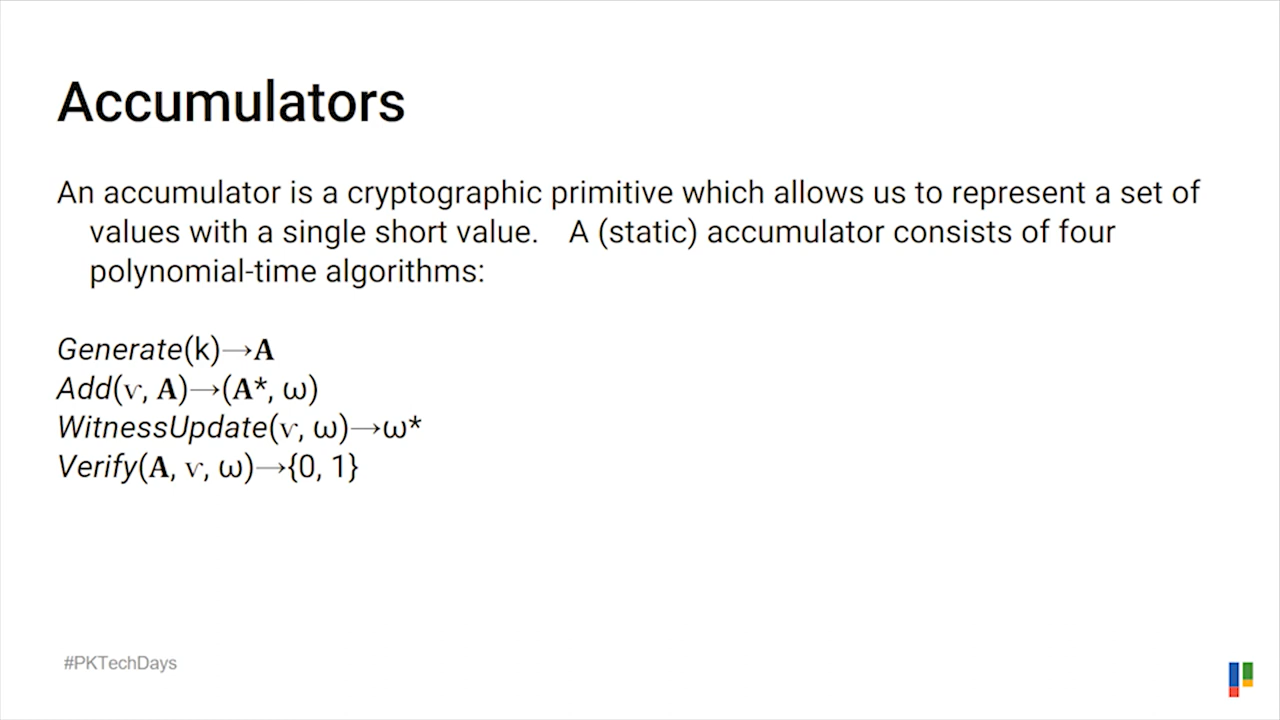 Accumulators
An accumulator is a cryptographic primitive which allows us to represent a set of
values with a single short value. A (static) accumulator consists of four
polynomial-time algorithms:
Generate(k)→A
Add(v, A)→(A*, ω)
WitnessUpdate(v, ω)→ω*
Verify(A, v, ω)→{0, 1}
#PKTechDays